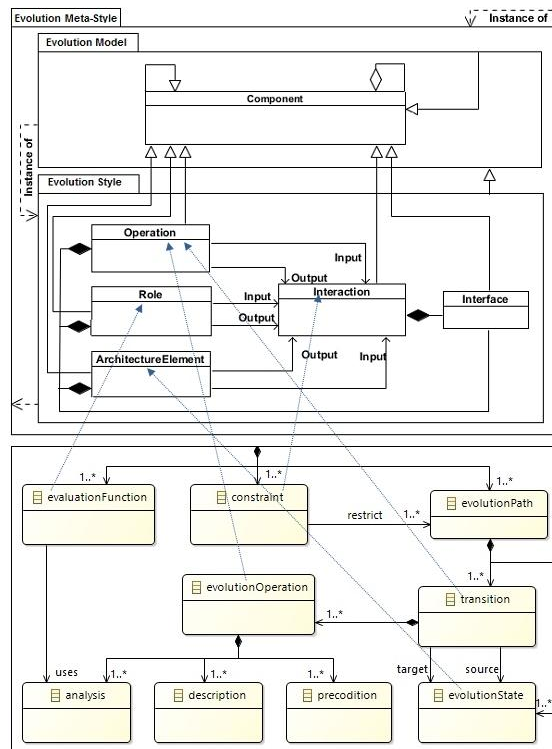 Evolution Meta-Style
Instance of
Evolution Model
Component
Instance of
Evolution Style
Operation
Input
Output
Role
Input
Interaction
Interface
Output
ArchitectureElement
Output
Input
1..*
1..*
1..*
evaluationFunction
constraint
evolutionPath
restrict
1..*
1..*
evolutionOperation
transition
1..*
target
source
uses
1..*
1..*
1..*
analysis
description
precodition
evolutionState
1..*